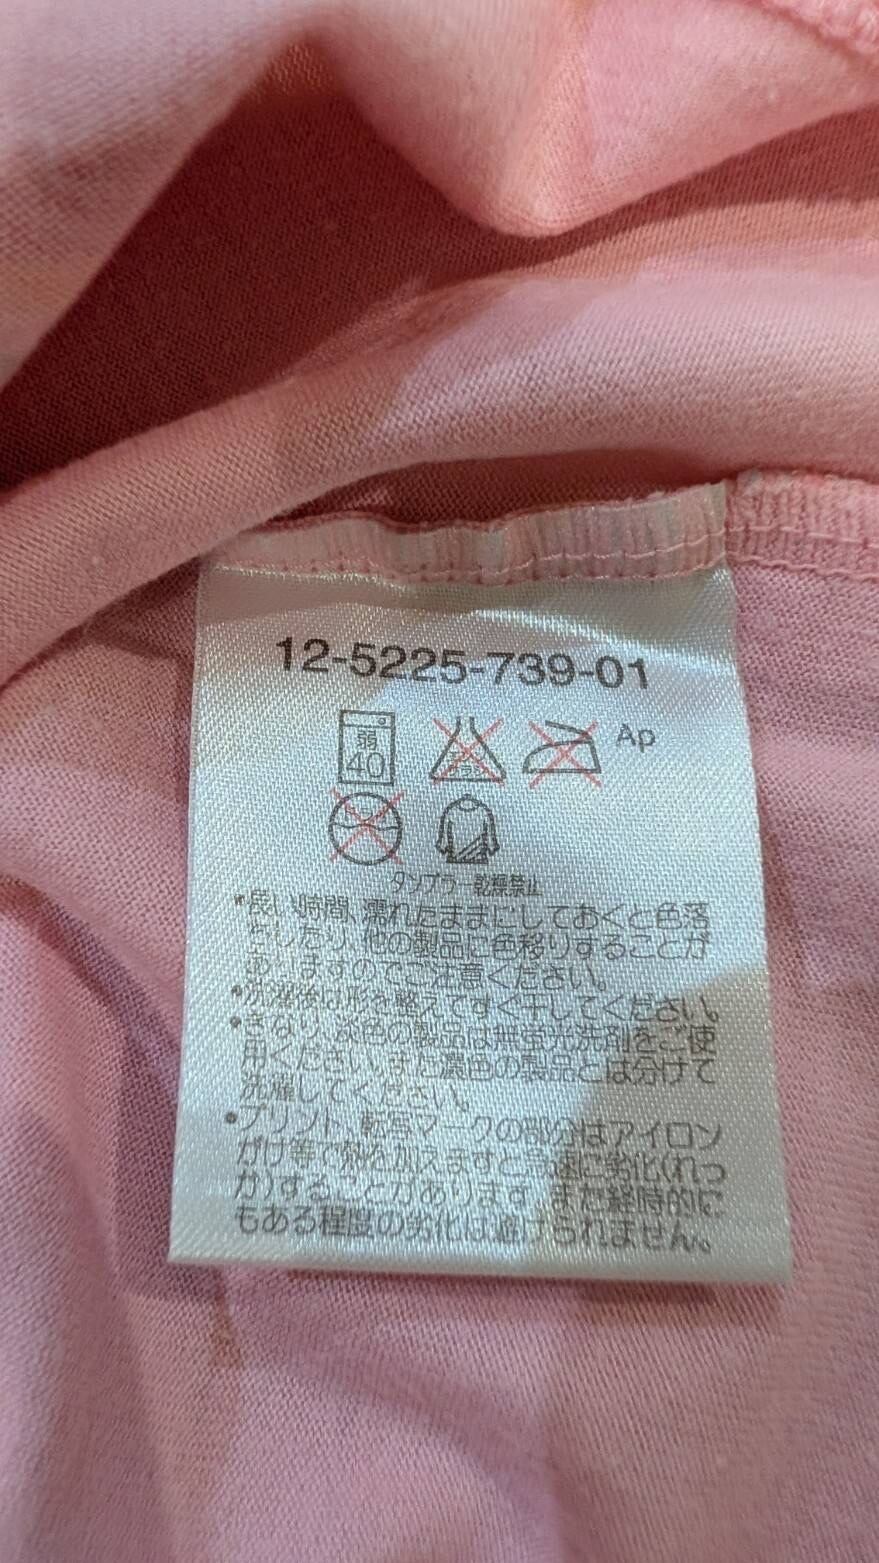 12-5225-739-01
弱
40
エンソ
サラシ
Ap
タンブラー乾燥禁止
•長い時間、濡れたままにしておくと色落
としたり、他の製品に色移りすることが
ありますのでご注意ください。
•洗濯後は形を整えてすぐ干してください。
•きなり、淡色の製品は無蛍光洗剤をご使
用ください。また濃色の製品とは分けて
洗濯してください。
•プリント、転写マークの部分はアイロン
がけ等で熱を加えますと急速に劣化(れっ
か)することがあります。また経時的に
もある程度の劣化は避けられません。